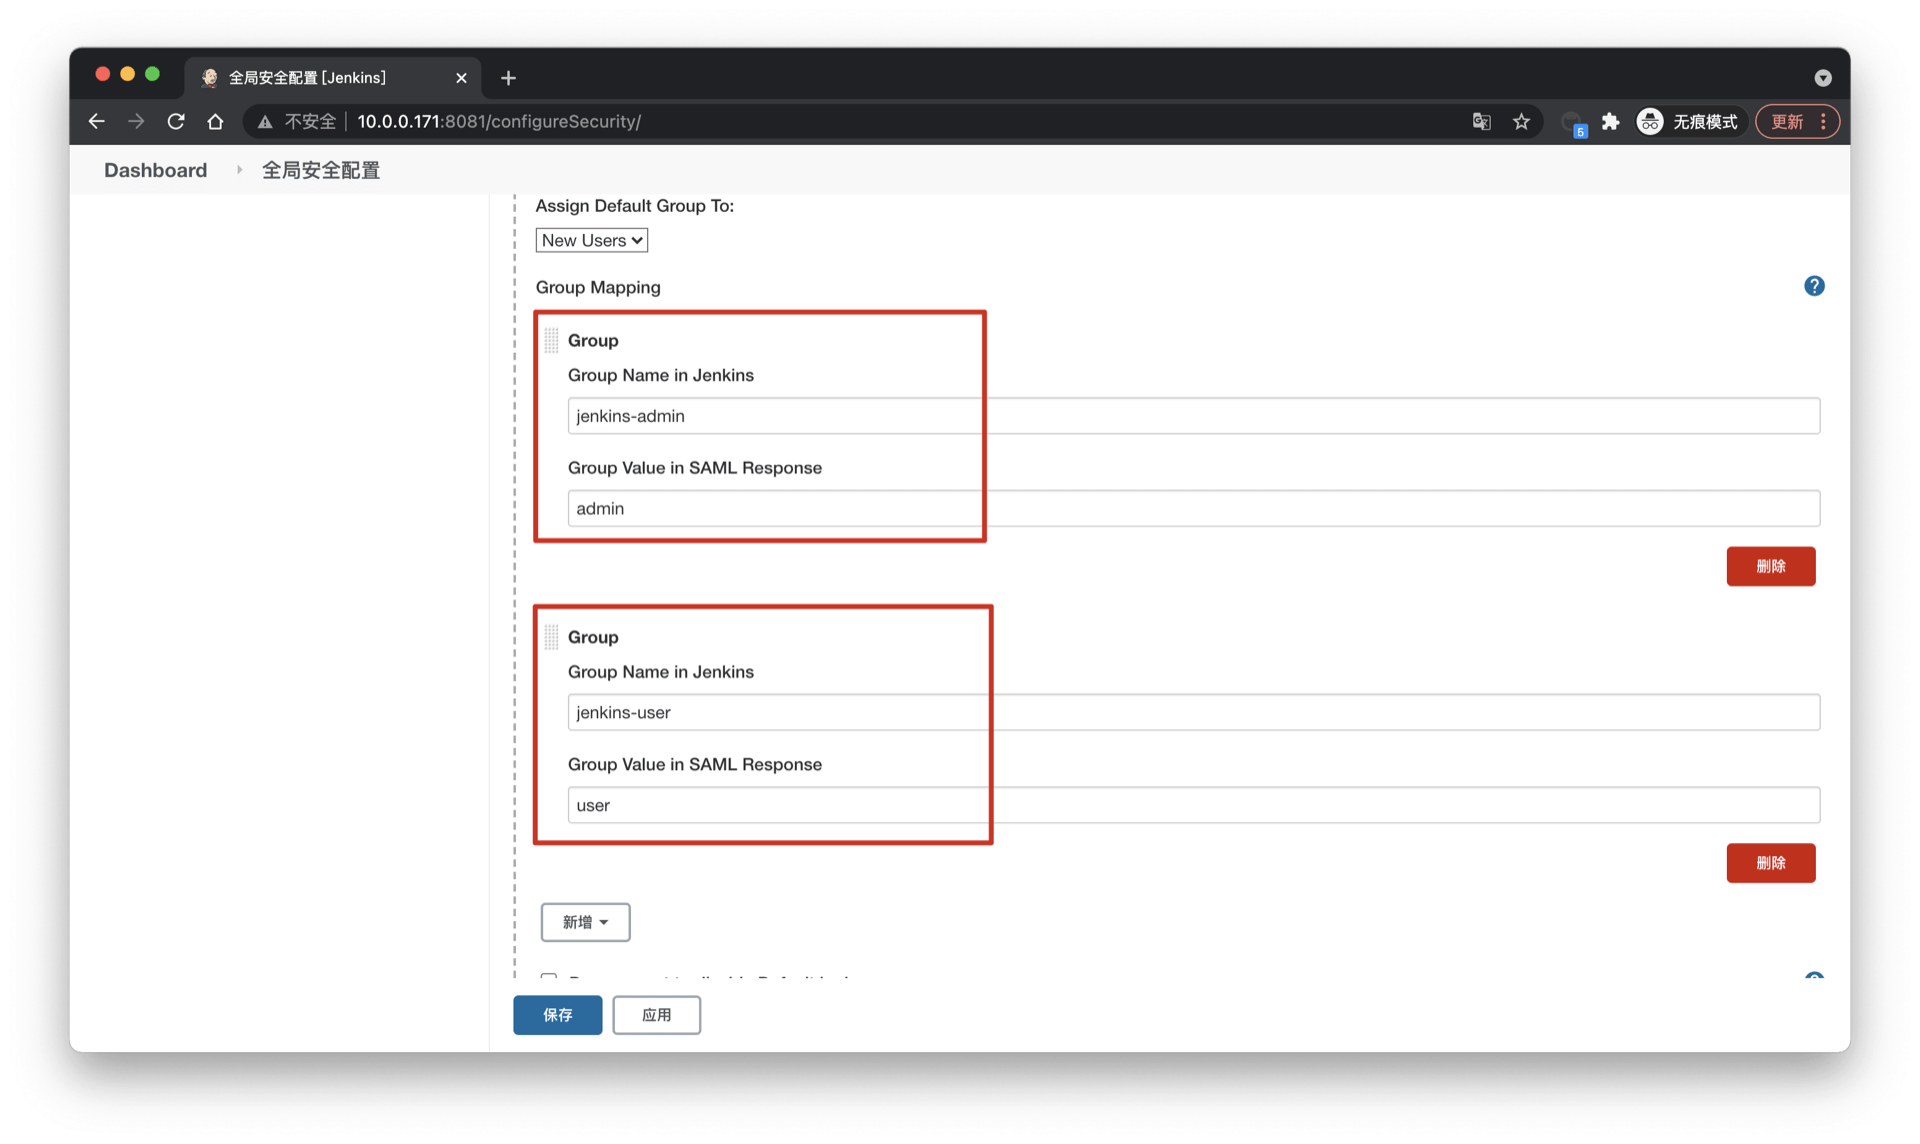 全局安全配置 [Jenkins]
不安全 10.0.0.171:8081/configureSecurity/
5
无痕模式
更新
Dashboard 全局安全配置
Assign Default Group To:
New Users
Group Mapping
?
Group
Group Name in Jenkins
jenkins-admin
Group Value in SAML Response
admin
删除
Group
Group Name in Jenkins
jenkins-user
Group Value in SAML Response
user
删除
新增
保存
应用